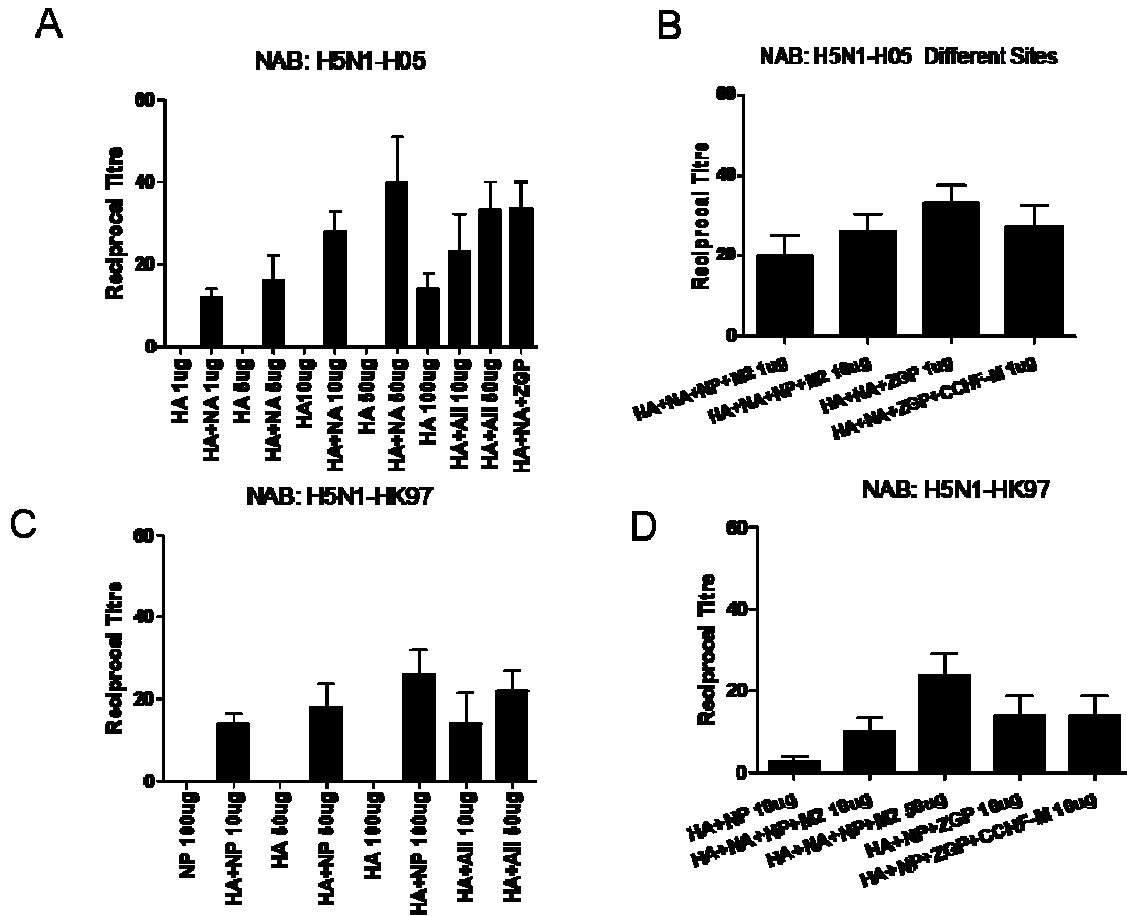 A
NAB: H5N1-H05
Reciprocal Titre
60
40
20
0
HA 1ug
HA+NA 1ug
HA 5ug
HA+NA 5ug
HA10ug
HA+NA 10ug
HA 50ug
HA+NA 50ug
HA 100ug
HA+All 10ug
HA+All 50ug
HA+NA+ZGP
B
NAB: H5N1-H05 Different Sites
Reciprocal Titre
60
40
20
0
HA+NA+NP+M2 1ug
HA+NA+NP+M2 10ug
HA+NA+ZGP 1ug
HA+NA+ZGP+CCHF-M 1ug
C
NAB: H5N1-HK97
Reciprocal Titre
60
40
20
0
NP 100ug
HA+NP 10ug
HA 50ug
HA+NP 50ug
HA 100ug
HA+NP 100ug
HA+All 10ug
HA+All 50ug
D
NAB: H5N1-HK97
Reciprocal Titre
60
40
20
0
HA+NP 10ug
HA+NA+NP+M2 10ug
HA+NA+NP+M2 50ug
HA+NP+ZGP 10ug
HA+NP+ZGP+CCHF-M 10ug